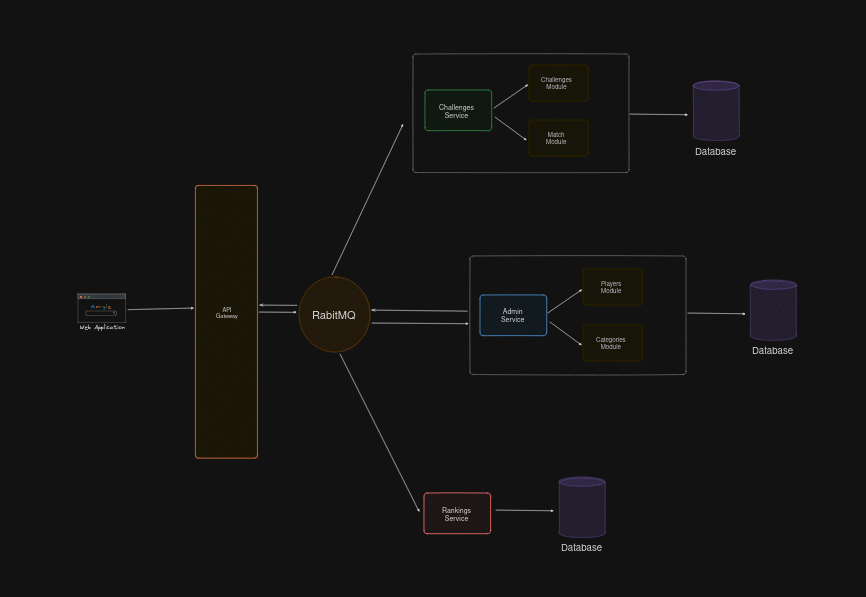 Challenges
Service
Challenges
Module
Match
Module
Database
API
Gateway
Web Application
RabitMQ
Admin
Service
Players
Module
Categories
Module
Database
Rankings
Service
Database